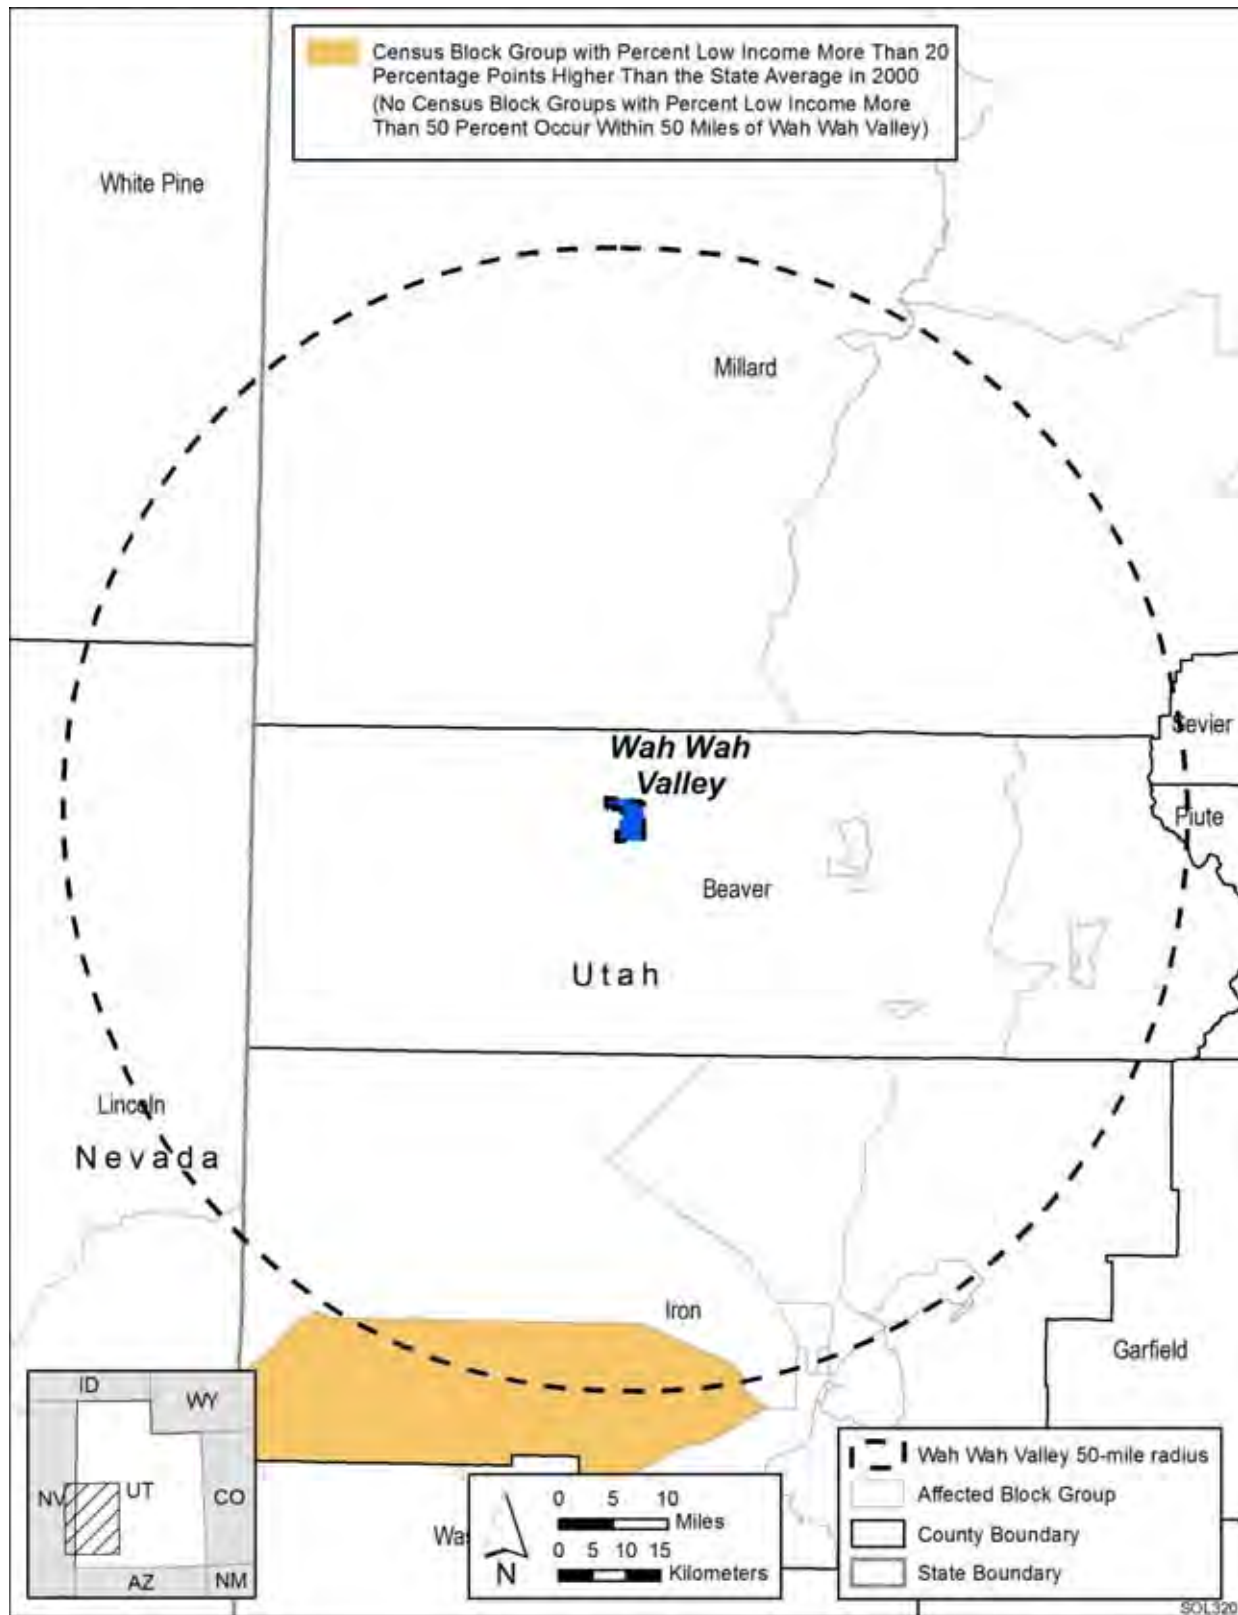 Census Block Group with Percent Low Income More Than 20
Percentage Points Higher Than the State Average in 2000
(No Census Block Groups with Percent Low Income More
Than 50 Percent Occur Within 50 Miles of Wah Wah Valley)
White Pine
Millard
Sevier
Wah Wah
Valley
Piute
Beaver
Utah
Lincoln
Nevada
Iron
Garfield
ID
WY
NV
UT
CO
AZ
NM
Was
N
0 5 10
Miles
0 5 10 15
Kilometers
Wah Wah Valley 50-mile radius
Affected Block Group
County Boundary
State Boundary
SOL320